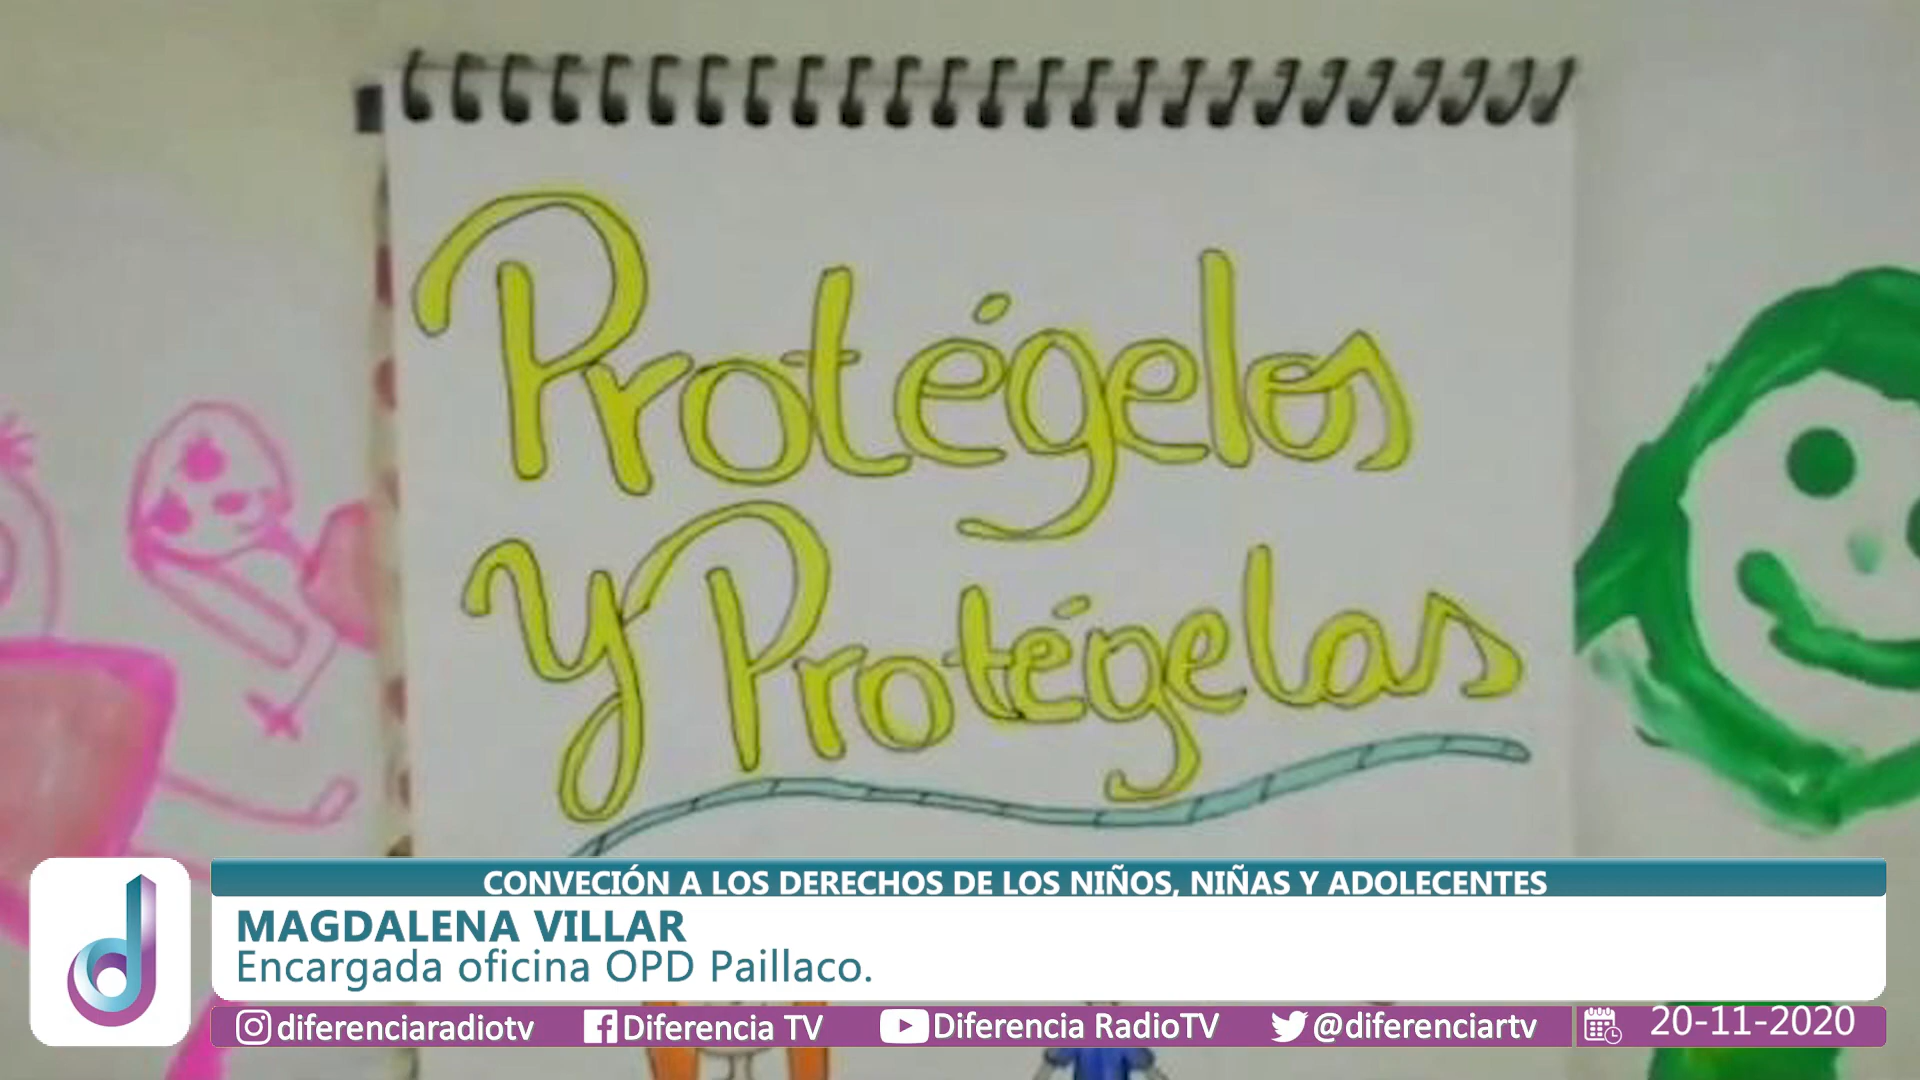 Protégelos
y Protégelas
CONVECIÓN A LOS DERECHOS DE LOS NIÑOS, NIÑAS Y ADOLECENTES
MAGDALENA VILLAR
Encargada oficina OPD Paillaco.
diferenciaradiotv Diferencia TV Diferencia RadioTV @diferenciartv 20-11-2020